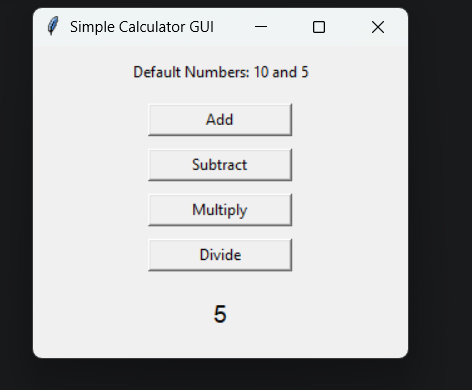 Simple Calculator GUI
Default Numbers: 10 and 5
Add
Subtract
Multiply
Divide
5